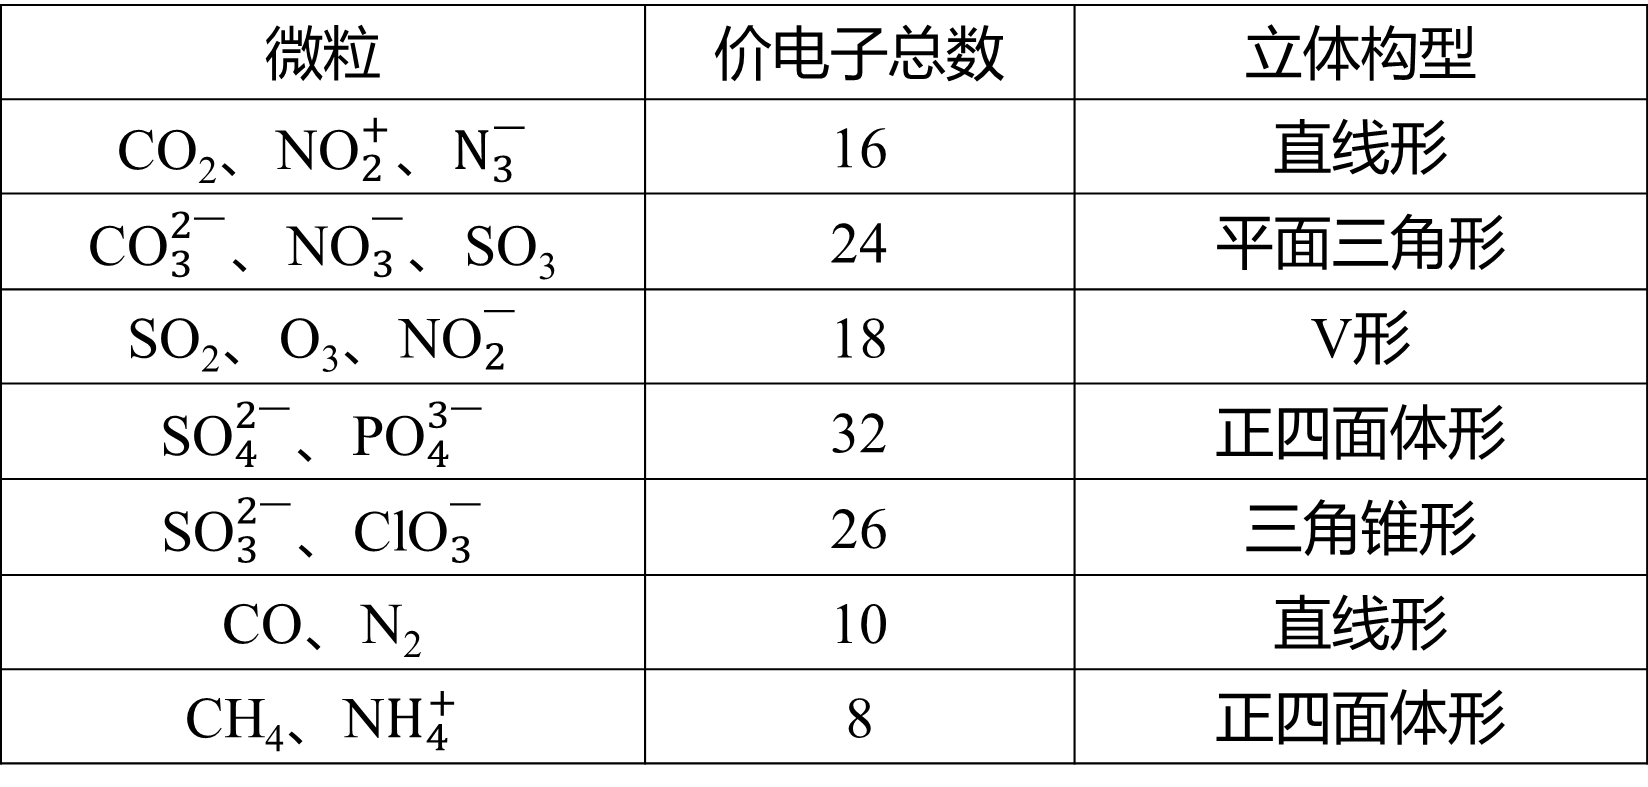 微粒 价电子总数 立体构型
CO₂、NO₂⁺、N₃⁻ 16 直线形
CO₃²⁻、NO₃⁻、SO₃ 24 平面三角形
SO₂、O₃、NO₂⁻ 18 V形
SO₄²⁻、PO₄³⁻ 32 正四面体形
SO₃²⁻、ClO₃⁻ 26 三角锥形
CO、N₂ 10 直线形
CH₄、NH₄⁺ 8 正四面体形